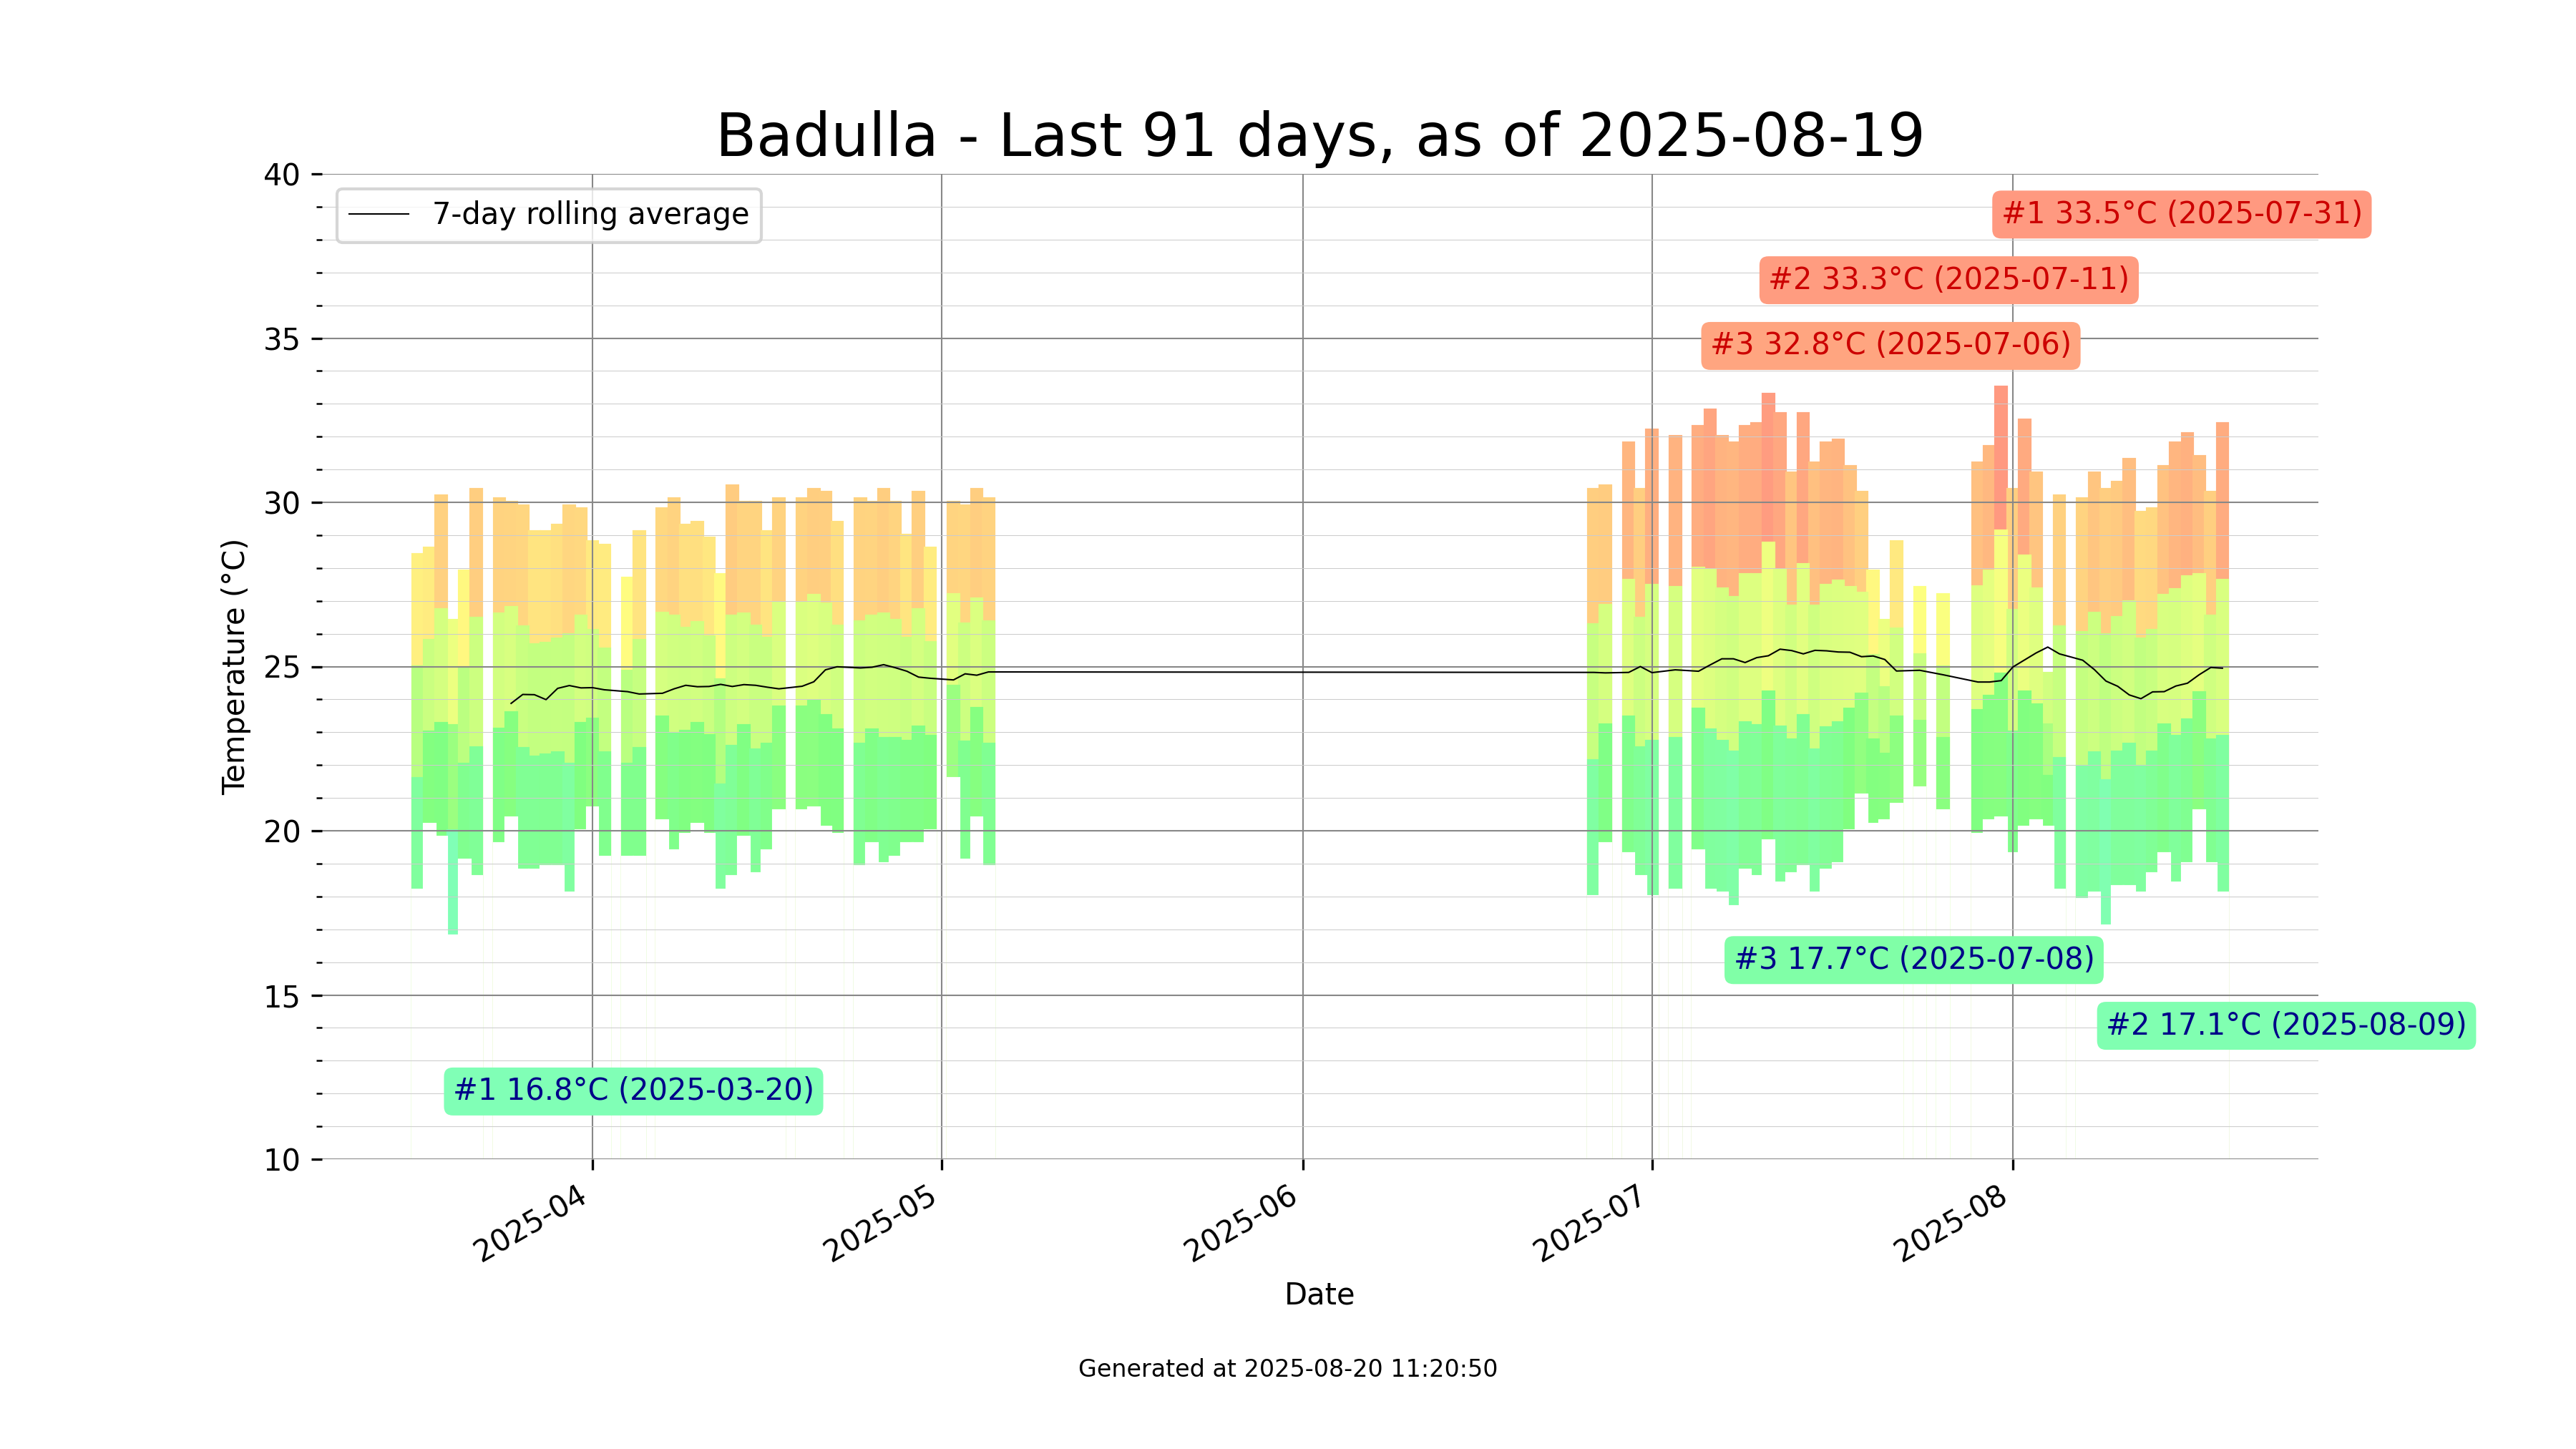 Badulla - Last 91 days, as of 2025-08-19
40
7-day rolling average
#1 33.5°C (2025-07-31)
#2 33.3°C (2025-07-11)
35
#3 32.8°C (2025-07-06)
30
25
Temperature (°C)
20
#3 17.7°C (2025-07-08)
15
#2 17.1°C (2025-08-09)
#1 16.8°C (2025-03-20)
10
2025-04
2025-05
2025-06
2025-07
2025-08
Date
Generated at 2025-08-20 11:20:50